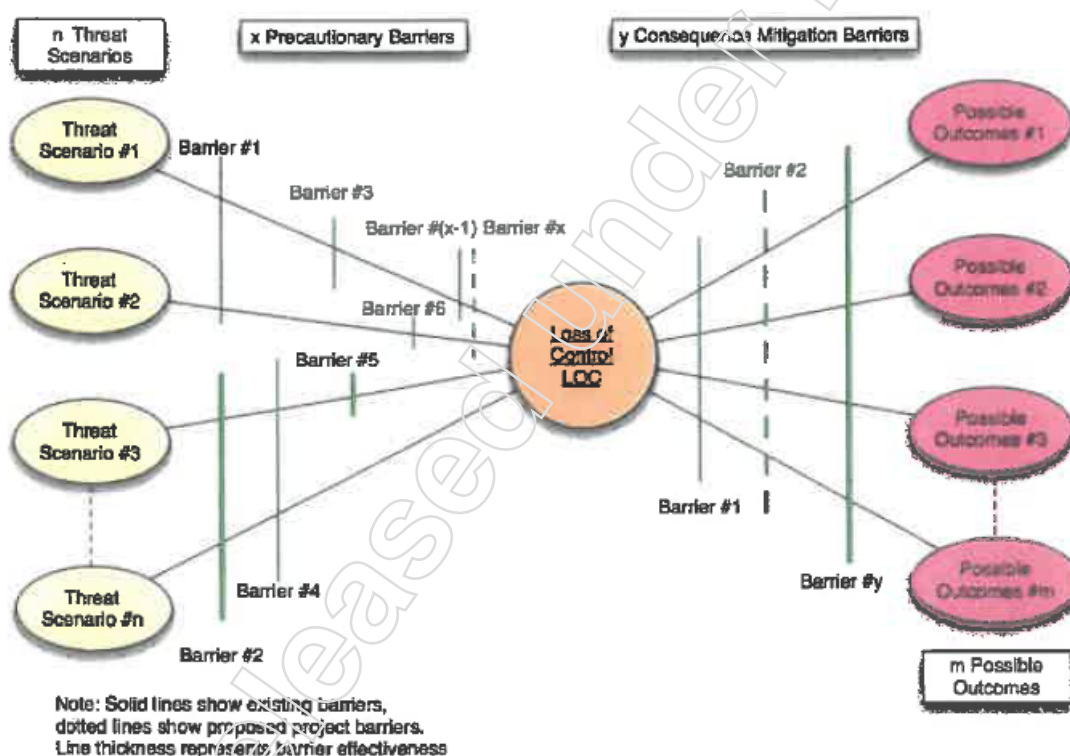 n Threat
Scenarios
x Precautionary Barriers
y Consequence Mitigation Barriers
Threat
Scenario #1
Barrier #1
Barrier #3
Barrier #(x-1) Barrier #x
Barrier #2
Possible
Outcomes #1
Threat
Scenario #2
Barrier #6
Possible
Outcomes #2
Loss of
Control
LOC
Barrier #5
Threat
Scenario #3
Possible
Outcomes #3
Barrier #1
Threat
Scenario #n
Barrier #4
Barrier #y
Possible
Outcomes #m
Barrier #2
m Possible
Outcomes
Note: Solid lines show existing barriers,
dotted lines show proposed project barriers.
Line thickness represents barrier effectiveness
eleased under